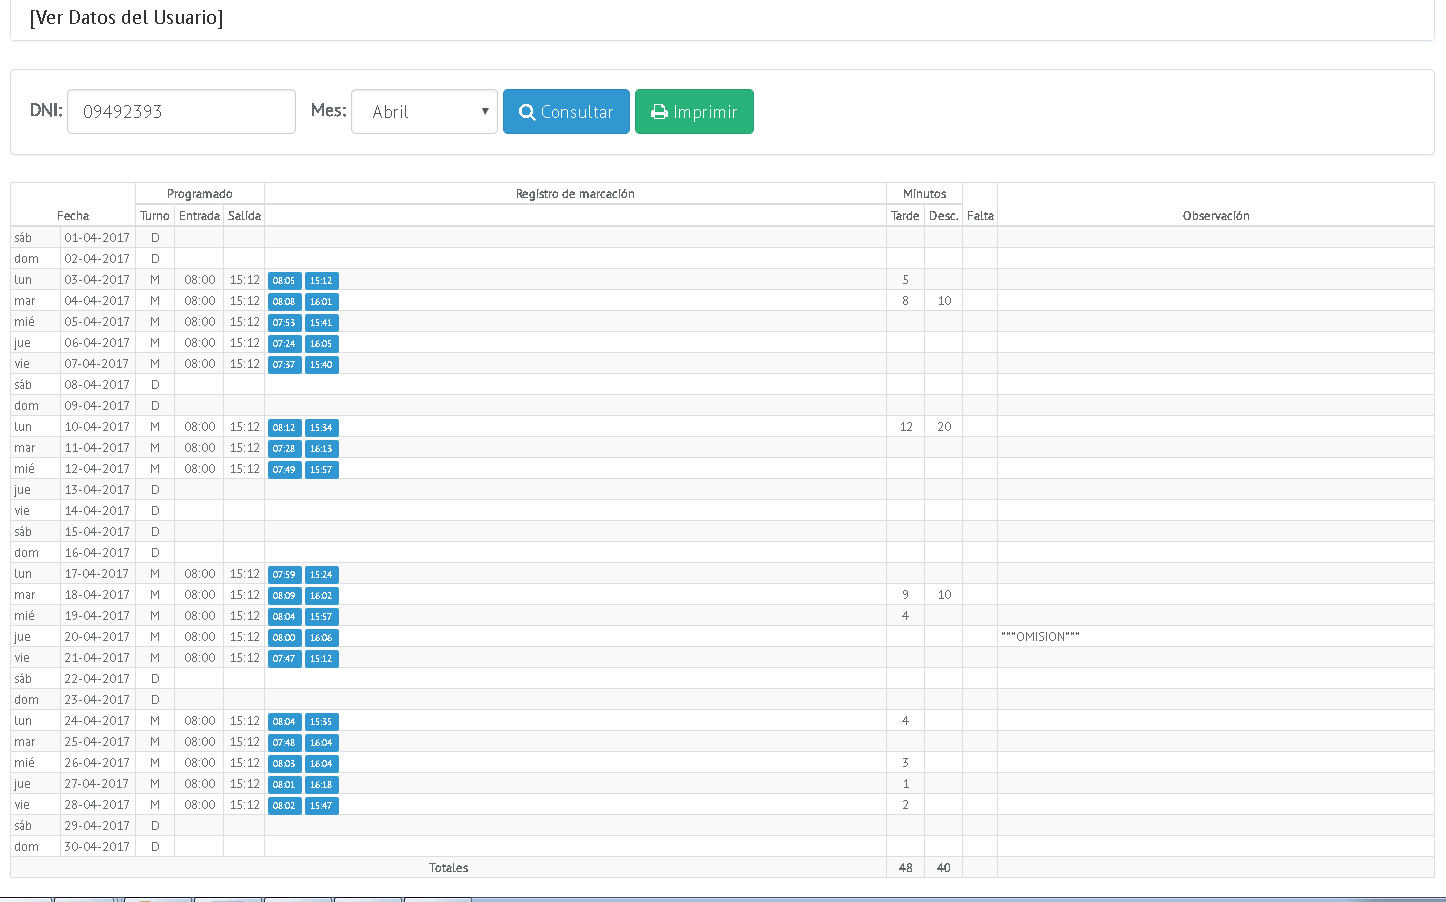 [Ver Datos del Usuario]
DNI: 09492393 Mes: Abril Consultar Imprimir
Programado Registro de marcación Minutos
Fecha Turno Entrada Salida Tarde Desc. Falta Observación
sáb 01-04-2017 D
dom 02-04-2017 D
lun 03-04-2017 M 08:00 15:12 08:05 15:12 5
mar 04-04-2017 M 08:00 15:12 08:08 16:01 8 10
mié 05-04-2017 M 08:00 15:12 07:53 15:41
jue 06-04-2017 M 08:00 15:12 07:24 16:05
vie 07-04-2017 M 08:00 15:12 07:37 15:40
sáb 08-04-2017 D
dom 09-04-2017 D
lun 10-04-2017 M 08:00 15:12 08:12 15:34 12 20
mar 11-04-2017 M 08:00 15:12 07:28 16:13
mié 12-04-2017 M 08:00 15:12 07:49 15:57
jue 13-04-2017 D
vie 14-04-2017 D
sáb 15-04-2017 D
dom 16-04-2017 D
lun 17-04-2017 M 08:00 15:12 07:59 15:24
mar 18-04-2017 M 08:00 15:12 08:09 16:02 9 10
mié 19-04-2017 M 08:00 15:12 08:04 15:57 4
jue 20-04-2017 M 08:00 15:12 08:00 16:06 ***OMISION***
vie 21-04-2017 M 08:00 15:12 07:47 15:12
sáb 22-04-2017 D
dom 23-04-2017 D
lun 24-04-2017 M 08:00 15:12 08:04 15:35 4
mar 25-04-2017 M 08:00 15:12 07:48 16:04
mié 26-04-2017 M 08:00 15:12 08:03 16:04 3
jue 27-04-2017 M 08:00 15:12 08:01 16:18 1
vie 28-04-2017 M 08:00 15:12 08:02 15:47 2
sáb 29-04-2017 D
dom 30-04-2017 D
Totales 48 40